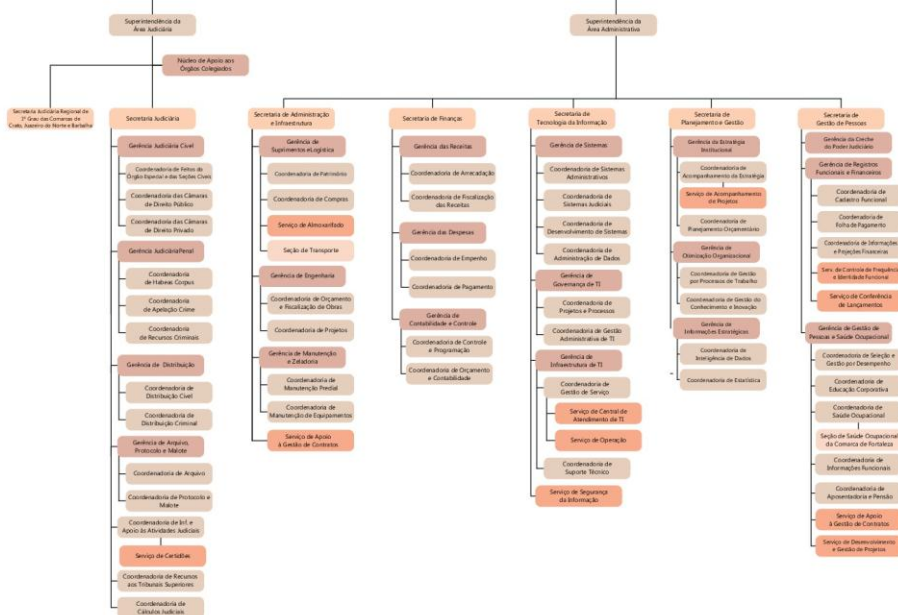 Superintendência da
Área Judiciária
Núcleo de Apoio aos
Órgãos Colegiados
Secretaria Judiciária Regional de
1º Grau das Comarcas de
Crato, Juazeiro do Norte e Barbalha
Secretaria Judiciária
Gerência Judiciária Cível
Coordenadoria de Feitos do
Órgão Especial e das Seções Cíveis
Coordenadoria das Câmaras
de Direito Público
Coordenadoria das Câmaras
de Direito Privado
Gerência Judiciária Penal
Coordenadoria
de Habeas Corpus
Coordenadoria
de Apelação Crime
Coordenadoria
de Recursos Criminais
Gerência de Distribuição
Coordenadoria de
Distribuição Cível
Coordenadoria de
Distribuição Criminal
Gerência de Arquivo,
Protocolo e Malote
Coordenadoria de Arquivo
Coordenadoria de Protocolo e
Malote
Coordenadoria de Inf. e
Apoio às Atividades Judiciais
Serviço de Certidões
Coordenadoria de Recursos
aos Tribunais Superiores
Coordenadoria de
Cálculos Judiciais
Superintendência da
Área Administrativa
Secretaria de Administração
e Infraestrutura
Gerência de
Suprimentos e Logística
Coordenadoria de Patrimônio
Coordenadoria de Compras
Serviço de Almoxarifado
Seção de Transporte
Gerência de Engenharia
Coordenadoria de Orçamento
e Fiscalização de Obras
Coordenadoria de Projetos
Gerência de Manutenção
e Zeladoria
Coordenadoria de
Manutenção Predial
Coordenadoria de
Manutenção de Equipamentos
Serviço de Apoio
à Gestão de Contratos
Secretaria de Finanças
Gerência das Receitas
Coordenadoria de Arrecadação
Coordenadoria de Fiscalização
das Receitas
Gerência das Despesas
Coordenadoria de Empenho
Coordenadoria de Pagamento
Gerência de
Contabilidade e Controle
Coordenadoria de Controle
e Programação
Coordenadoria de Orçamento
e Contabilidade
Secretaria de
Tecnologia da Informação
Gerência de Sistemas
Coordenadoria de Sistemas
Administrativos
Coordenadoria de
Sistemas Judiciais
Coordenadoria de
Desenvolvimento de Sistemas
Coordenadoria de
Administração de Dados
Gerência de
Governança de TI
Coordenadoria de
Projetos e Processos
Coordenadoria de Gestão
Administrativa de TI
Gerência de
Infraestrutura de TI
Coordenadoria de
Gestão de Serviço
Serviço de Central de
Atendimento de TI
Serviço de Operação
Coordenadoria de
Suporte Técnico
Serviço de Segurança
da Informação
Secretaria de
Planejamento e Gestão
Gerência da Estratégia
Institucional
Coordenadoria de
Acompanhamento da Estratégia
Serviço de Acompanhamento
de Projetos
Coordenadoria de
Planejamento Orçamentário
Gerência de
Otimização Organizacional
Coordenadoria de Gestão
por Processos de Trabalho
Coordenadoria de Gestão do
Conhecimento e Inovação
Gerência de
Informações Estratégicas
Coordenadoria de
Inteligência de Dados
Coordenadoria de Estatística
Secretaria de
Gestão de Pessoas
Gerência da Creche
do Poder Judiciário
Gerência de Registros
Funcionais e Financeiros
Coordenadoria de
Cadastro Funcional
Coordenadoria de
Folha de Pagamento
Coordenadoria de Informações
e Projeções Financeiras
Serv. de Controle de Frequência
e Identidade Funcional
Serviço de Conferência
de Lançamentos
Gerência de Gestão de
Pessoas e Saúde Ocupacional
Coordenadoria de Seleção e
Gestão por Desempenho
Coordenadoria de
Educação Corporativa
Coordenadoria de
Saúde Ocupacional
Seção de Saúde Ocupacional
da Comarca de Fortaleza
Coordenadoria de
Informações Funcionais
Coordenadoria de
Aposentadoria e Pensão
Serviço de Apoio
à Gestão de Contratos
Serviço de Desenvolvimento
e Gestão de Projetos